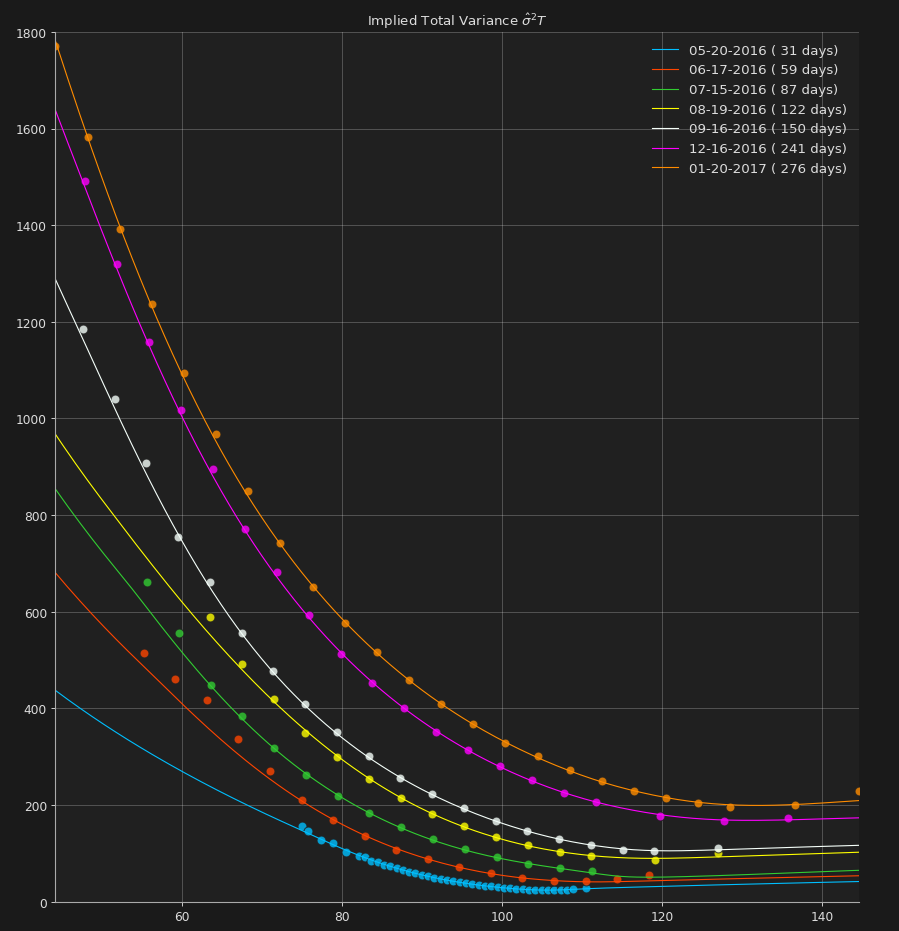 Implied Total Variance σ̂²T
05-20-2016 ( 31 days)
06-17-2016 ( 59 days)
07-15-2016 ( 87 days)
08-19-2016 ( 122 days)
09-16-2016 ( 150 days)
12-16-2016 ( 241 days)
01-20-2017 ( 276 days)
1800
1600
1400
1200
1000
800
600
400
200
0
60 80 100 120 140